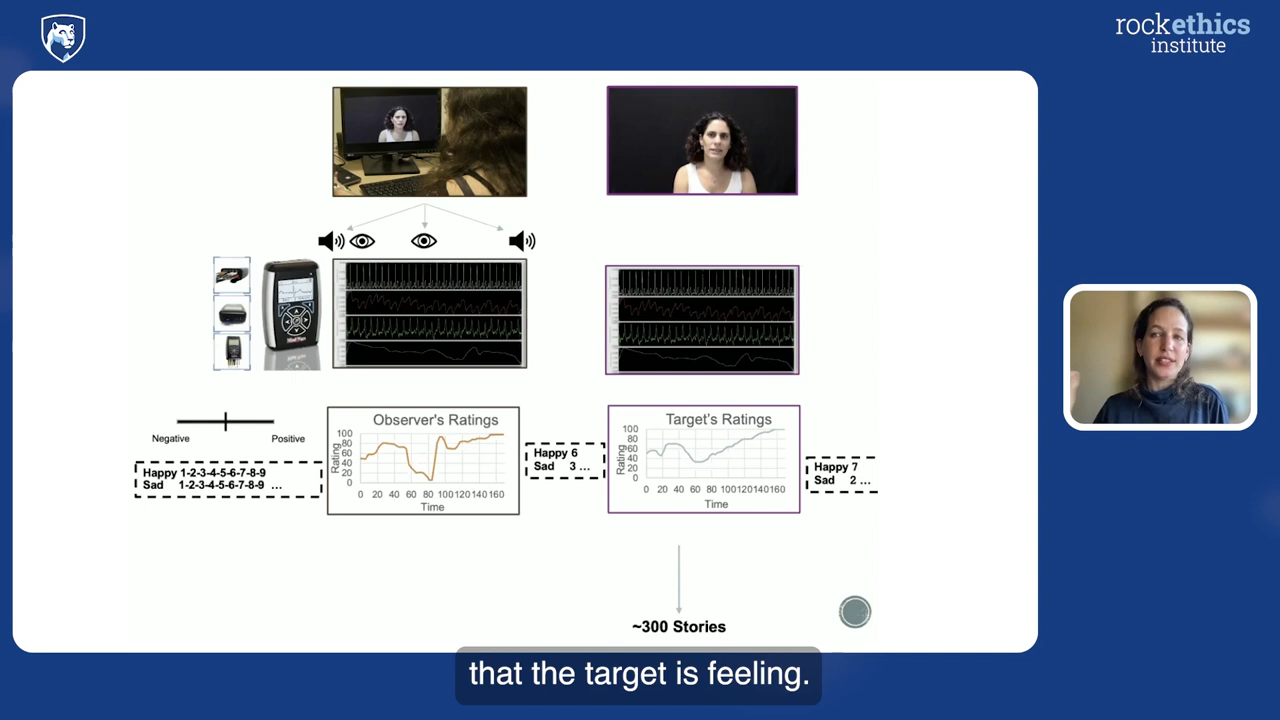 rockethics
institute
Negative
Positive
Happy 1-2-3-4-5-6-7-8-9
Sad 1-2-3-4-5-6-7-8-9 ...
Observer's Ratings
Rating
100
80
60
40
20
0
0 20 40 60 80 100 120 140 160
Time
Happy 6
Sad 3 ...
Target's Ratings
Rating
100
80
60
40
20
0
0 20 40 60 80 100 120 140 160
Time
Happy 7
Sad 2 ...
~300 Stories
that the target is feeling.